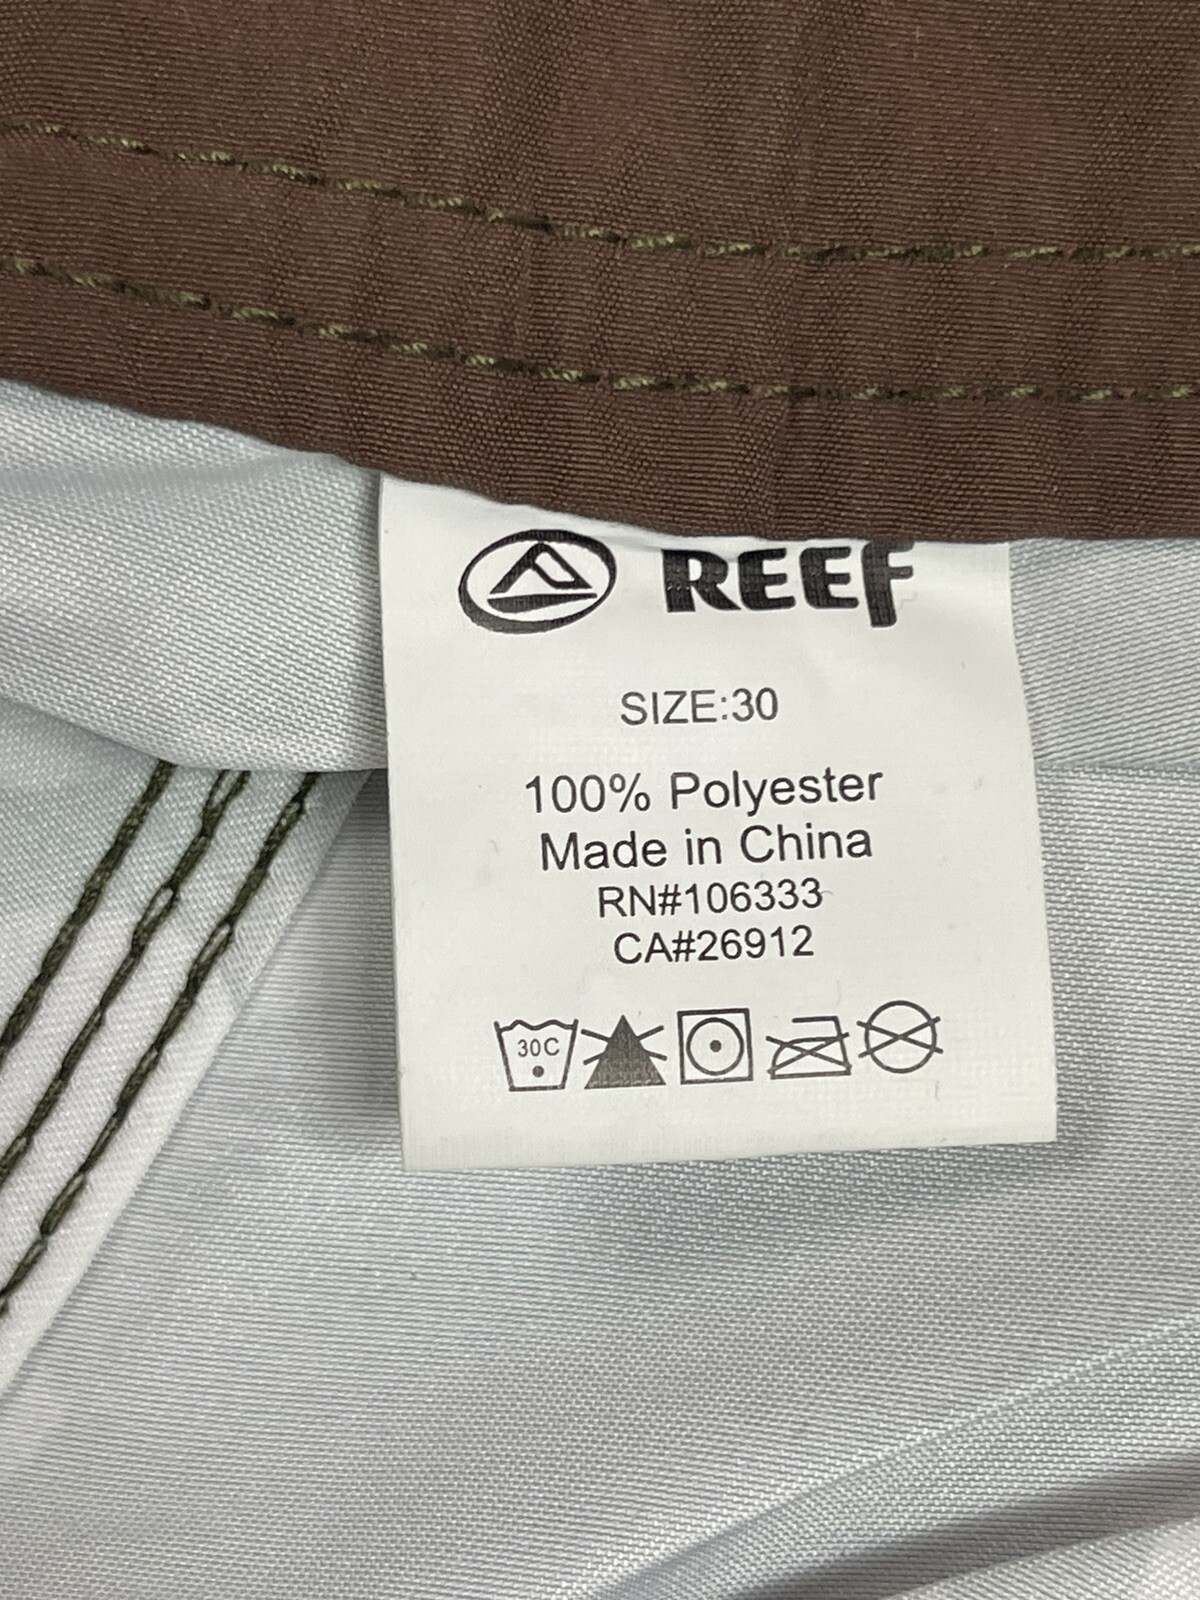 REEF
SIZE:30
100% Polyester
Made in China
RN#106333
CA#26912
30C